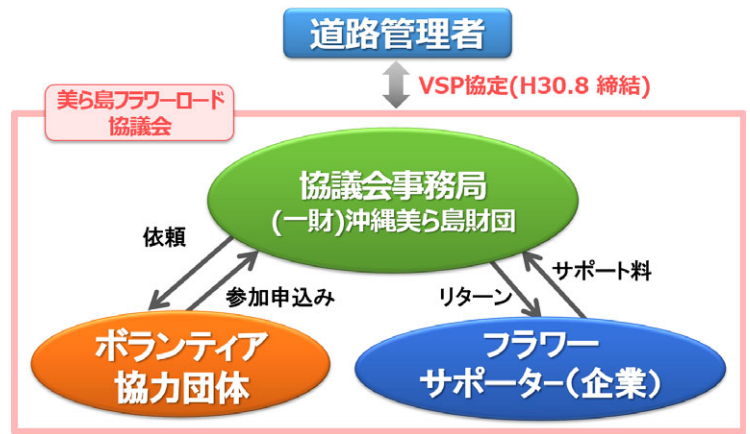 道路管理者
VSP協定(H30.8 締結)
美ら島フラワーロード
協議会
協議会事務局
(一財)沖縄美ら島財団
依頼
参加申込み
リターン
サポート料
ボランティア
協力団体
フラワー
サポーター(企業)